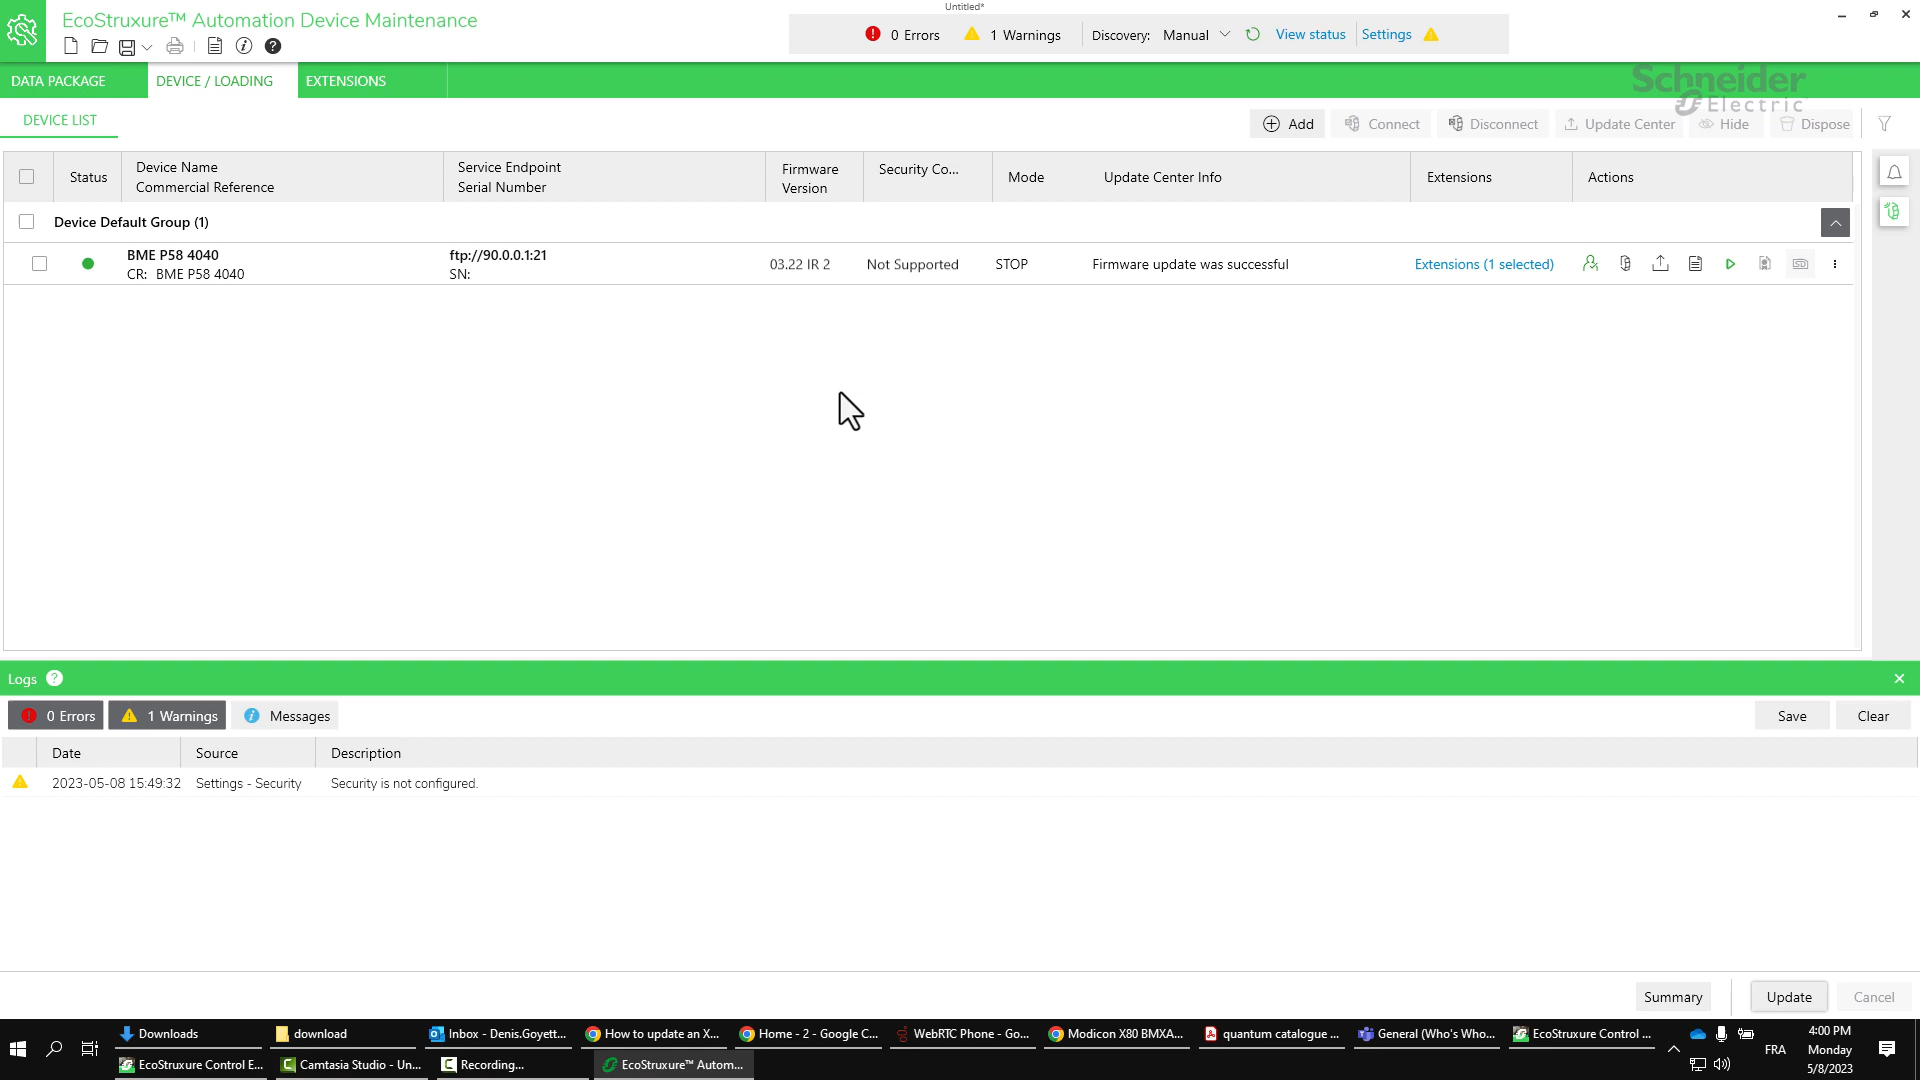 Untitled*
EcoStruxure™ Automation Device Maintenance
0 Errors
1 Warnings
Discovery: Manual
View status
Settings
DATA PACKAGE
DEVICE / LOADING
EXTENSIONS
Schneider
Electric
DEVICE LIST
Add
Connect
Disconnect
Update Center
Hide
Dispose
Status
Device Name
Commercial Reference
Service Endpoint
Serial Number
Firmware
Version
Security Co...
Mode
Update Center Info
Extensions
Actions
Device Default Group (1)
BME P58 4040
CR: BME P58 4040
ftp://90.0.0.1:21
SN:
03.22 IR 2
Not Supported
STOP
Firmware update was successful
Extensions (1 selected)
SD
Logs ?
0 Errors
1 Warnings
Messages
Save
Clear
Date
Source
Description
2023-05-08 15:49:32
Settings - Security
Security is not configured.
Summary
Update
Cancel
Downloads
download
Inbox - Denis.Goyett...
How to update an X...
Home - 2 - Google C...
WebRTC Phone - Go...
Modicon X80 BMXA...
quantum catalogue ...
General (Who's Who...
EcoStruxure Control ...
EcoStruxure Control E...
Camtasia Studio - Un...
Recording...
EcoStruxure™ Autom...
FRA
4:00 PM
Monday
5/8/2023